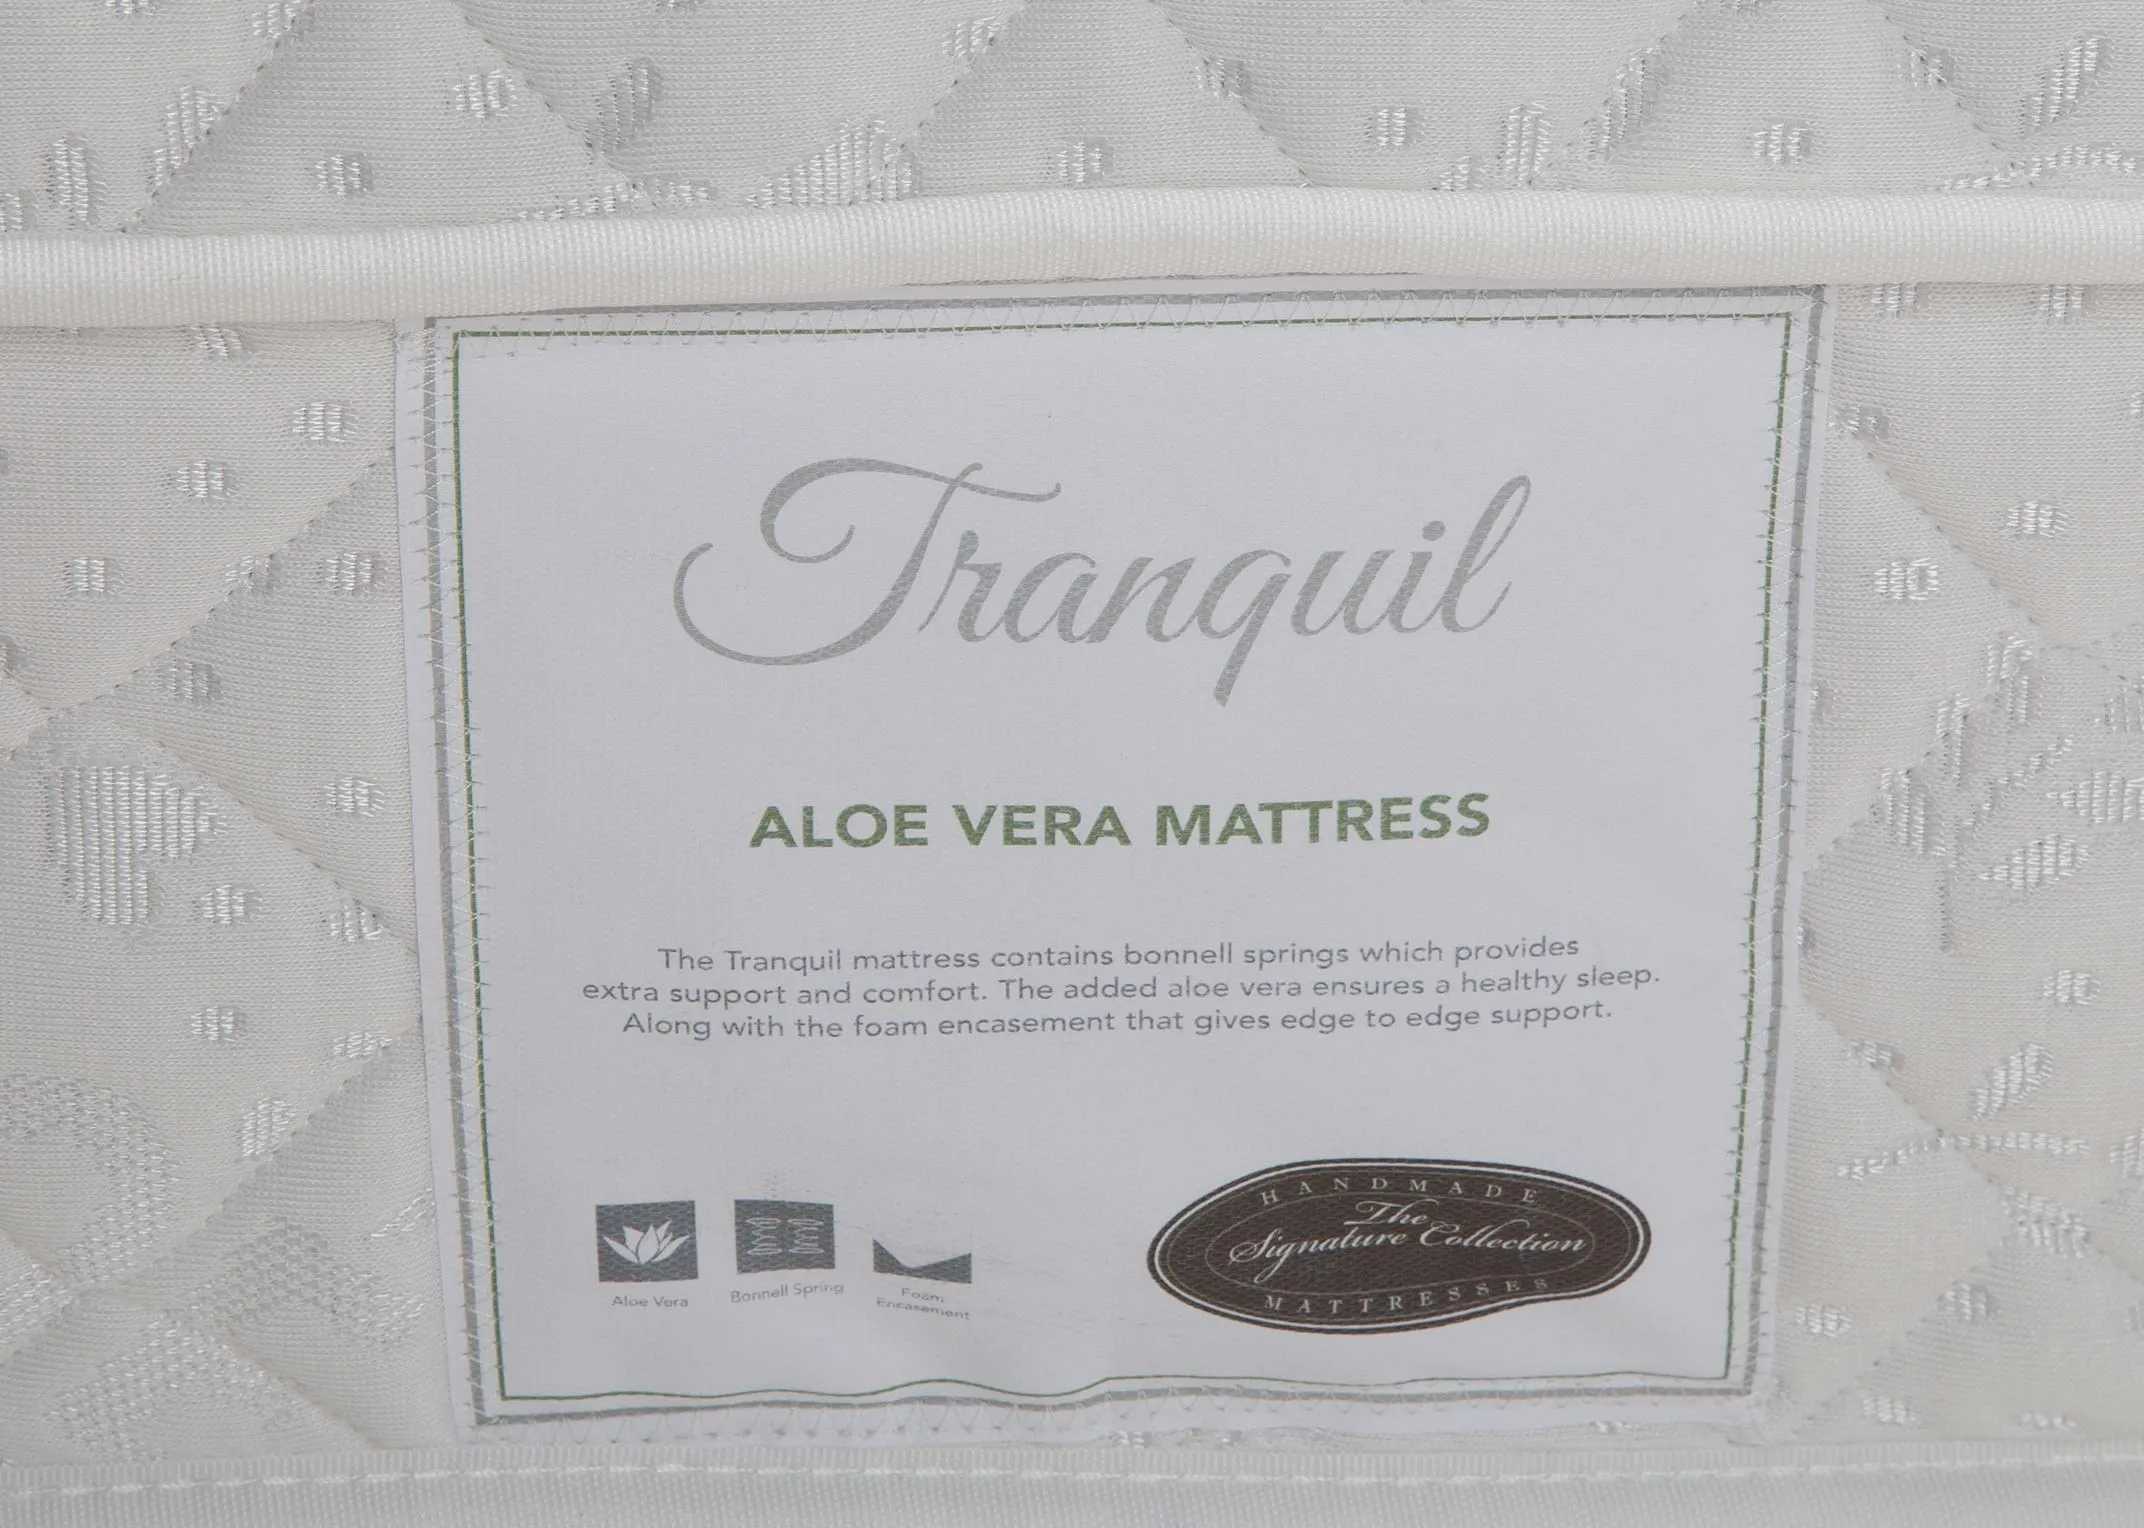 Tranquil
ALOE VERA MATTRESS
The Tranquil mattress contains bonnell springs which provides
extra support and comfort. The added aloe vera ensures a healthy sleep.
Along with the foam encasement that gives edge to edge support.
Aloe Vera
Bonnell Spring
Foam
Encasement
HANDMADE
The
Signature Collection
MATTRESSES